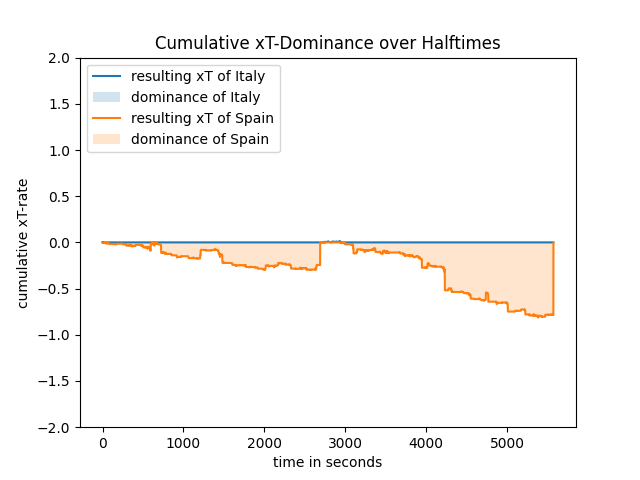 Cumulative xT-Dominance over Halftimes
resulting xT of Italy
dominance of Italy
resulting xT of Spain
dominance of Spain
cumulative xT-rate
2.0
1.5
1.0
0.5
0.0
−0.5
−1.0
−1.5
−2.0
0 1000 2000 3000 4000 5000
time in seconds